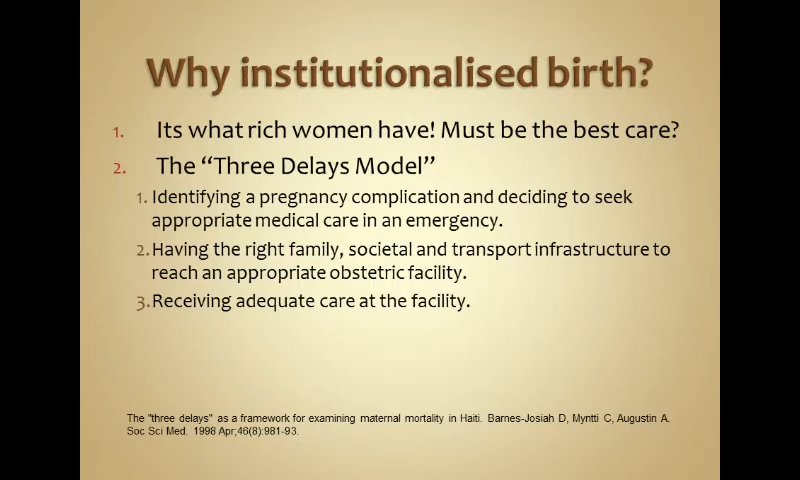 Why institutionalised birth?
1. Its what rich women have! Must be the best care?
2. The “Three Delays Model”
1. Identifying a pregnancy complication and deciding to seek
appropriate medical care in an emergency.
2. Having the right family, societal and transport infrastructure to
reach an appropriate obstetric facility.
3. Receiving adequate care at the facility.
The "three delays" as a framework for examining maternal mortality in Haiti. Barnes-Josiah D, Myntti C, Augustin A.
Soc Sci Med. 1998 Apr;46(8):981-93.